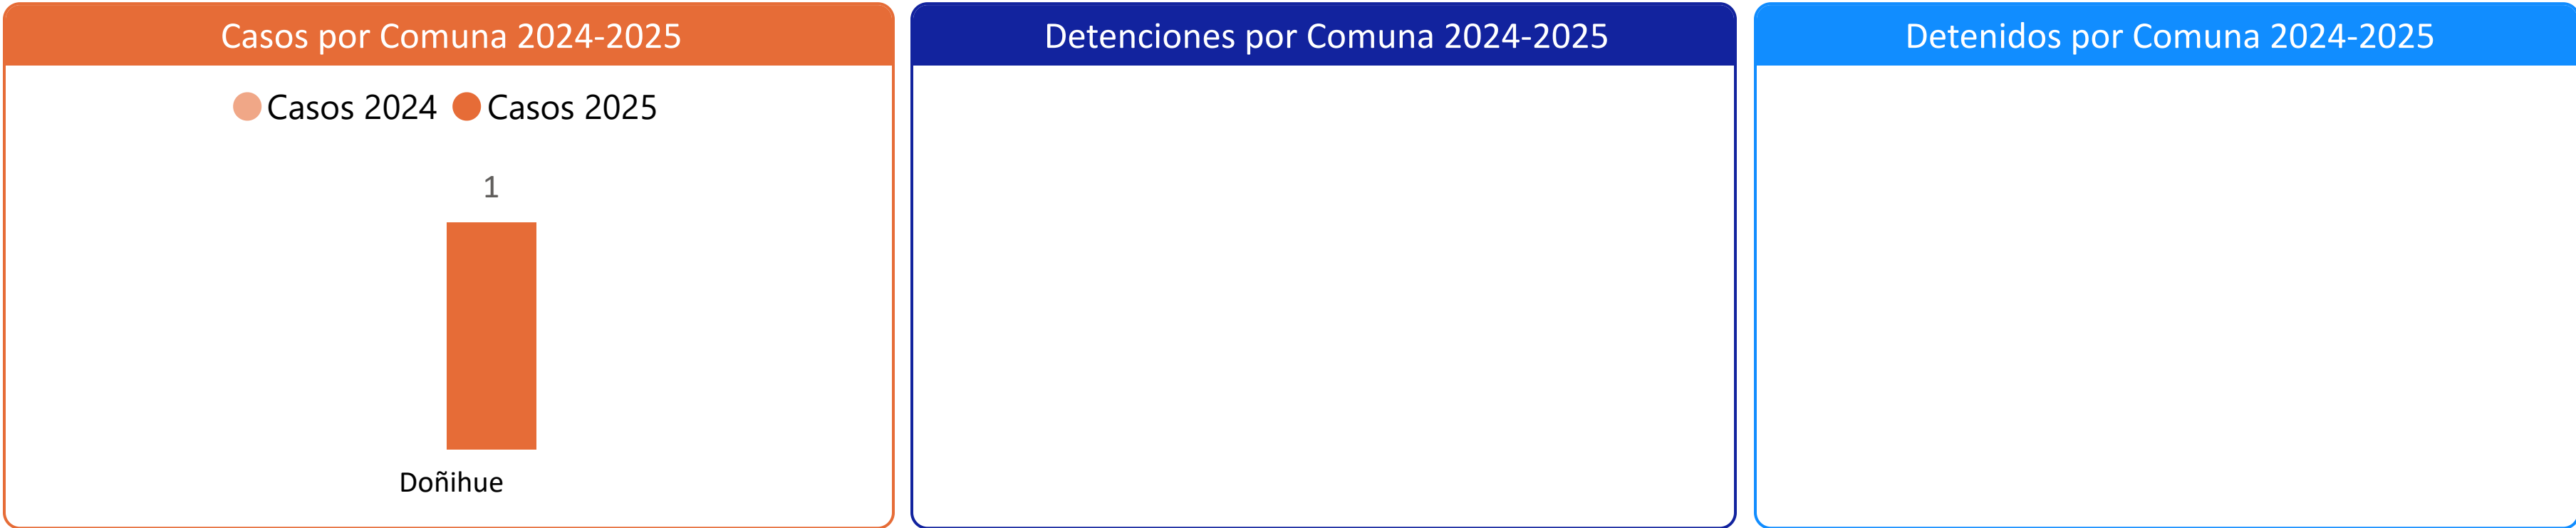 Casos por Comuna 2024-2025
Casos 2024 Casos 2025
1
Doñihue
Detenciones por Comuna 2024-2025
Detenidos por Comuna 2024-2025